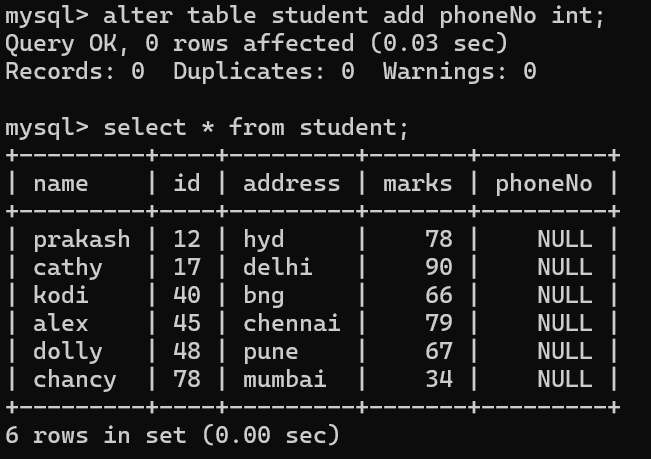 mysql> alter table student add phoneNo int;
Query OK, 0 rows affected (0.03 sec)
Records: 0  Duplicates: 0  Warnings: 0

mysql> select * from student;
+---------+----+---------+-------+---------+
| name    | id | address | marks | phoneNo |
+---------+----+---------+-------+---------+
| prakash | 12 | hyd     |    78 |    NULL |
| cathy   | 17 | delhi   |    90 |    NULL |
| kodi    | 40 | bng     |    66 |    NULL |
| alex    | 45 | chennai |    79 |    NULL |
| dolly   | 48 | pune    |    67 |    NULL |
| chancy  | 78 | mumbai  |    34 |    NULL |
+---------+----+---------+-------+---------+
6 rows in set (0.00 sec)